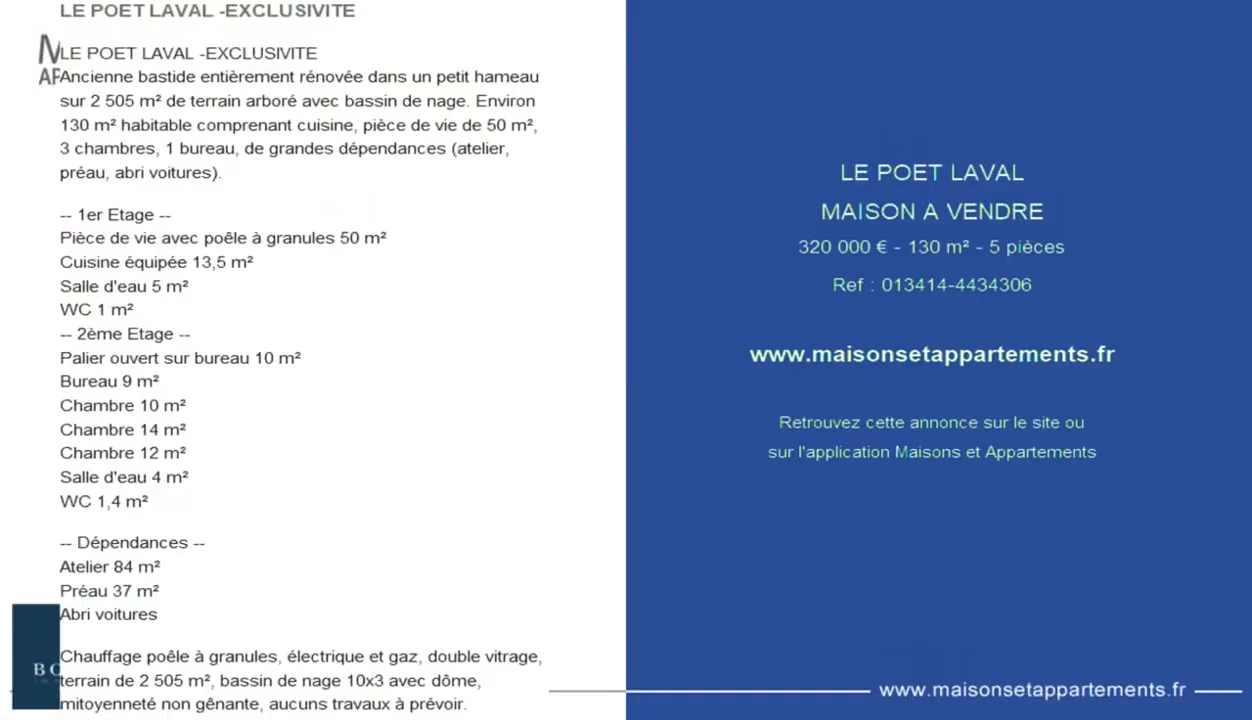 LE POET LAVAL -EXCLUSIVITE
LE POET LAVAL -EXCLUSIVITE
Ancienne bastide entièrement rénovée dans un petit hameau
sur 2 505 m² de terrain arboré avec bassin de nage. Environ
130 m² habitable comprenant cuisine, pièce de vie de 50 m²,
3 chambres, 1 bureau, de grandes dépendances (atelier,
préau, abri voitures).
-- 1er Etage --
Pièce de vie avec poêle à granules 50 m²
Cuisine équipée 13,5 m²
Salle d'eau 5 m²
WC 1 m²
-- 2ème Etage --
Palier ouvert sur bureau 10 m²
Bureau 9 m²
Chambre 10 m²
Chambre 14 m²
Chambre 12 m²
Salle d'eau 4 m²
WC 1,4 m²
-- Dépendances --
Atelier 84 m²
Préau 37 m²
Abri voitures
Chauffage poêle à granules, électrique et gaz, double vitrage,
terrain de 2 505 m², bassin de nage 10x3 avec dôme,
mitoyenneté non gênante, aucuns travaux à prévoir.
LE POET LAVAL
MAISON A VENDRE
320 000 € - 130 m² - 5 pièces
Ref : 013414-4434306
www.maisonsetappartements.fr
Retrouvez cette annonce sur le site ou
sur l'application Maisons et Appartements
www.maisonsetappartements.fr